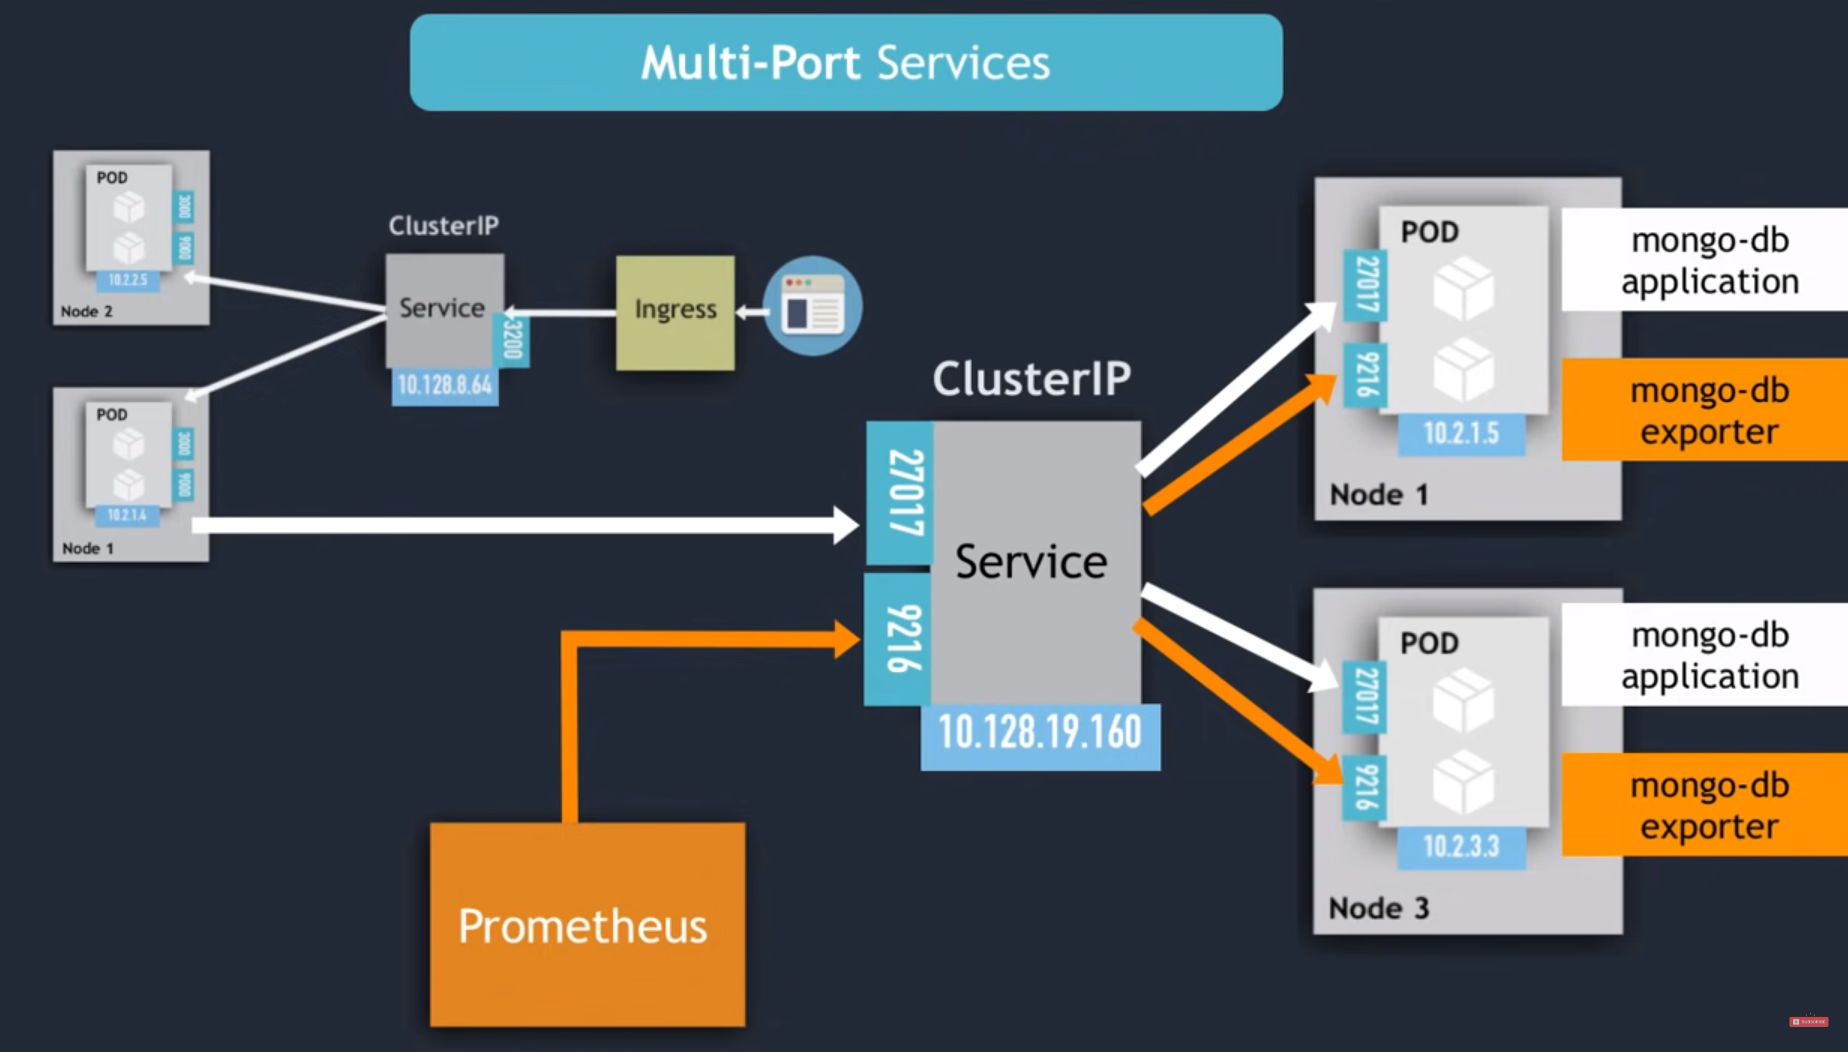 Multi-Port Services
POD
3000
9000
10.2.2.5
Node 2
ClusterIP
Service
3200
10.128.8.64
Ingress
POD
3000
9000
10.2.1.4
Node 1
ClusterIP
27017
9216
Service
10.128.19.160
Prometheus
POD
27017
9216
10.2.1.5
Node 1
mongo-db
application
mongo-db
exporter
POD
27017
9216
10.2.3.3
Node 3
mongo-db
application
mongo-db
exporter
SUBSCRIBE